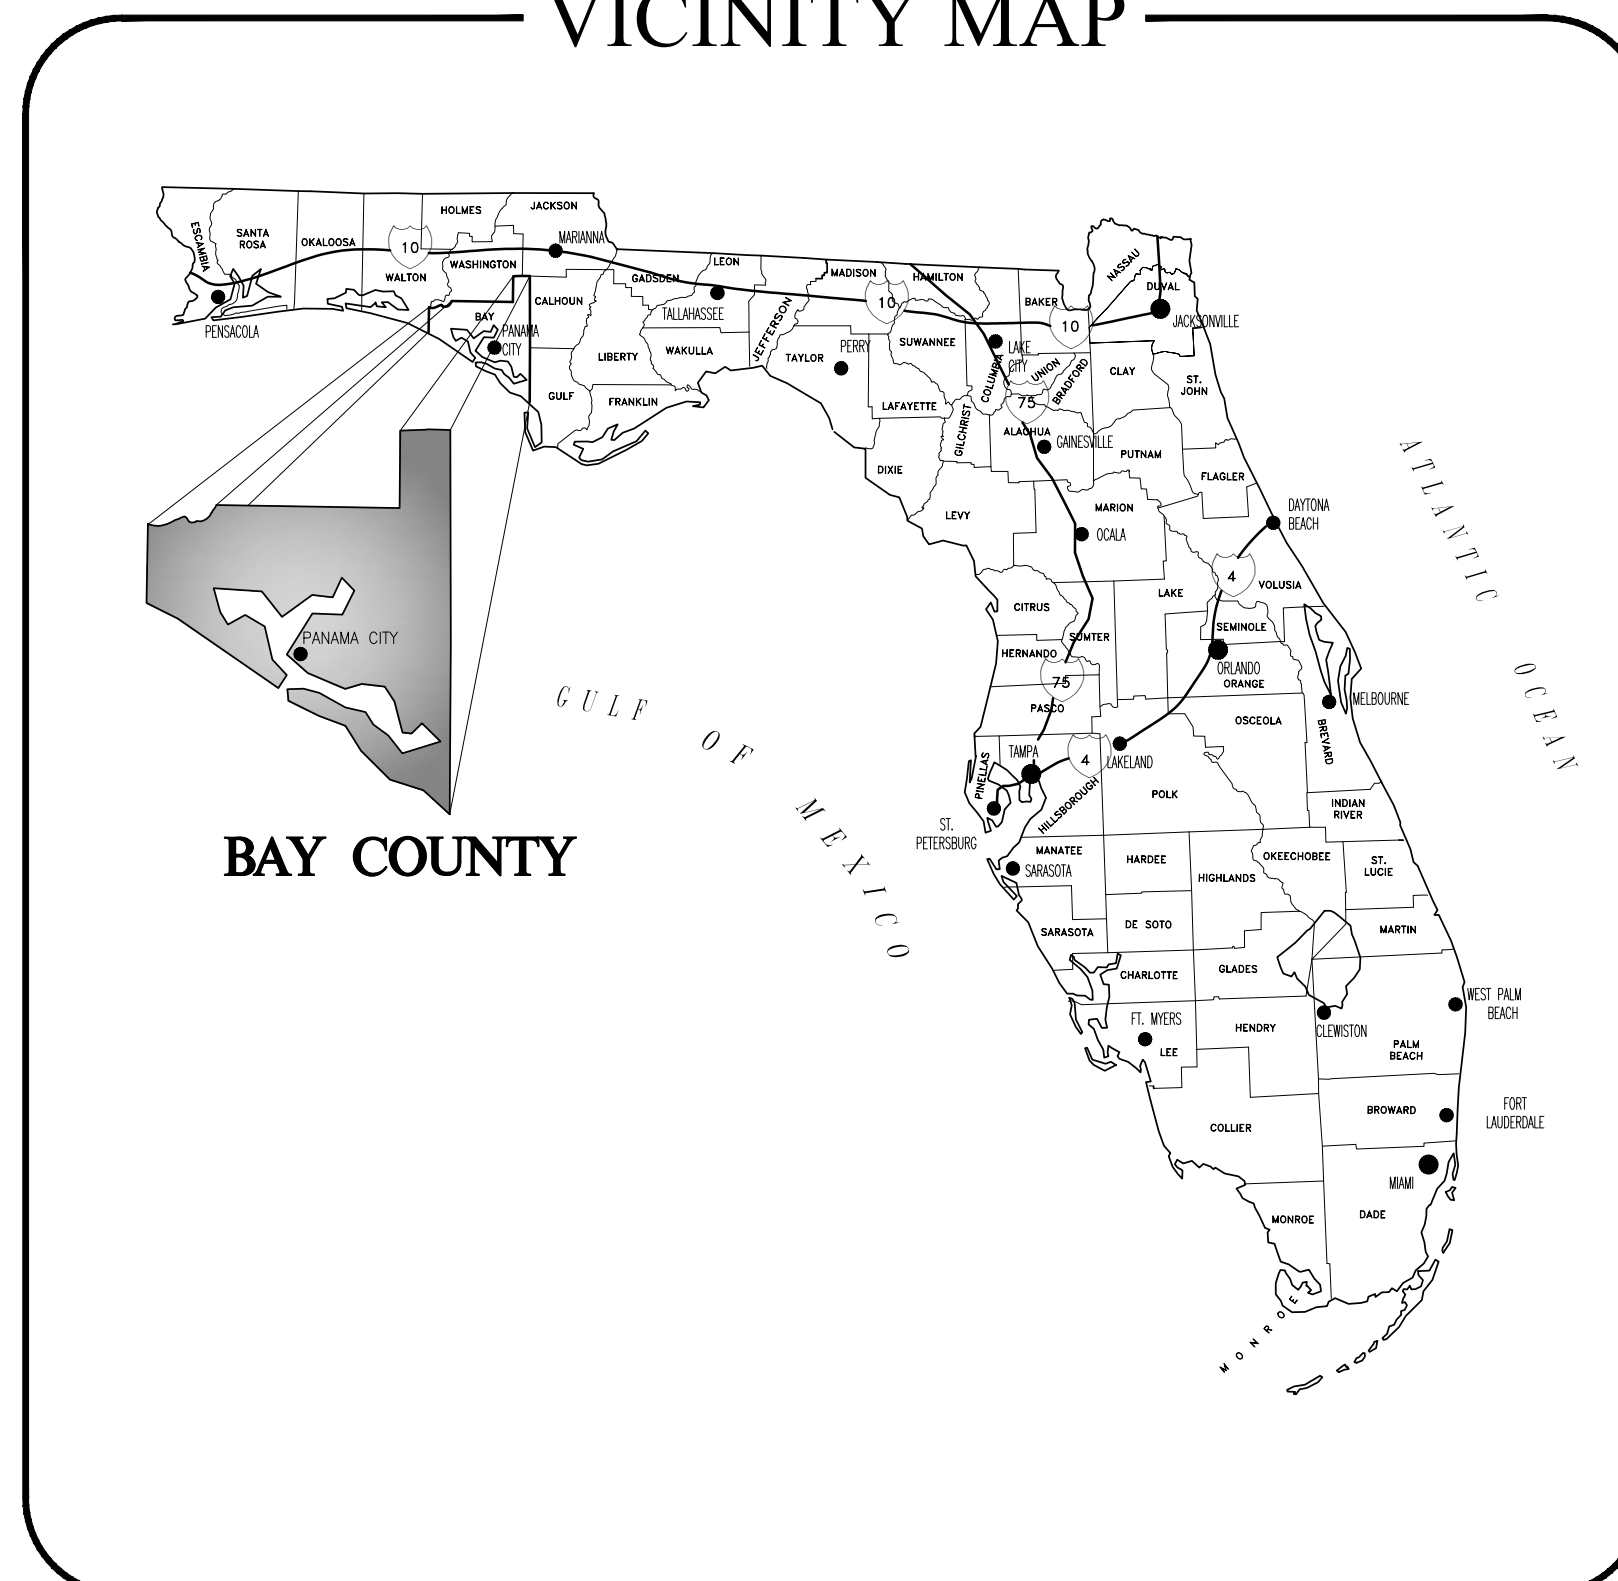 VICINITY MAP
HOLMES
JACKSON
ESCAMBIA
SANTA
ROSA
OKALOOSA
10
WALTON
WASHINGTON
MARIANNA
GADSDEN
LEON
MADISON
HAMILTON
NASSAU
DUVAL
PENSACOLA
BAY
PANAMA
CITY
CALHOUN
TALLAHASSEE
JEFFERSON
10
BAKER
10
JACKSONVILLE
LIBERTY
WAKULLA
TAYLOR
PERRY
SUWANNEE
LAKE
CITY
COLUMBIA
UNION
BRADFORD
CLAY
ST.
JOHN
GULF
FRANKLIN
LAFAYETTE
GILCHRIST
75
ALACHUA
GAINESVILLE
PUTNAM
DIXIE
FLAGLER
LEVY
MARION
OCALA
DAYTONA
BEACH
ATLANTIC
OCEAN
4
VOLUSIA
LAKE
CITRUS
SUMTER
SEMINOLE
HERNANDO
ORLANDO
ORANGE
75
PASCO
MELBOURNE
OSCEOLA
BREVARD
TAMPA
4
LAKELAND
PINELLAS
HILLSBOROUGH
POLK
INDIAN
RIVER
ST.
PETERSBURG
MANATEE
HARDEE
HIGHLANDS
OKEECHOBEE
ST.
LUCIE
SARASOTA
SARASOTA
DE SOTO
MARTIN
CHARLOTTE
GLADES
FT. MYERS
LEE
HENDRY
CLEWISTON
WEST PALM
BEACH
PALM
BEACH
BROWARD
FORT
LAUDERDALE
COLLIER
MIAMI
MONROE
DADE
MONROE
PANAMA CITY
GULF OF MEXICO
BAY COUNTY